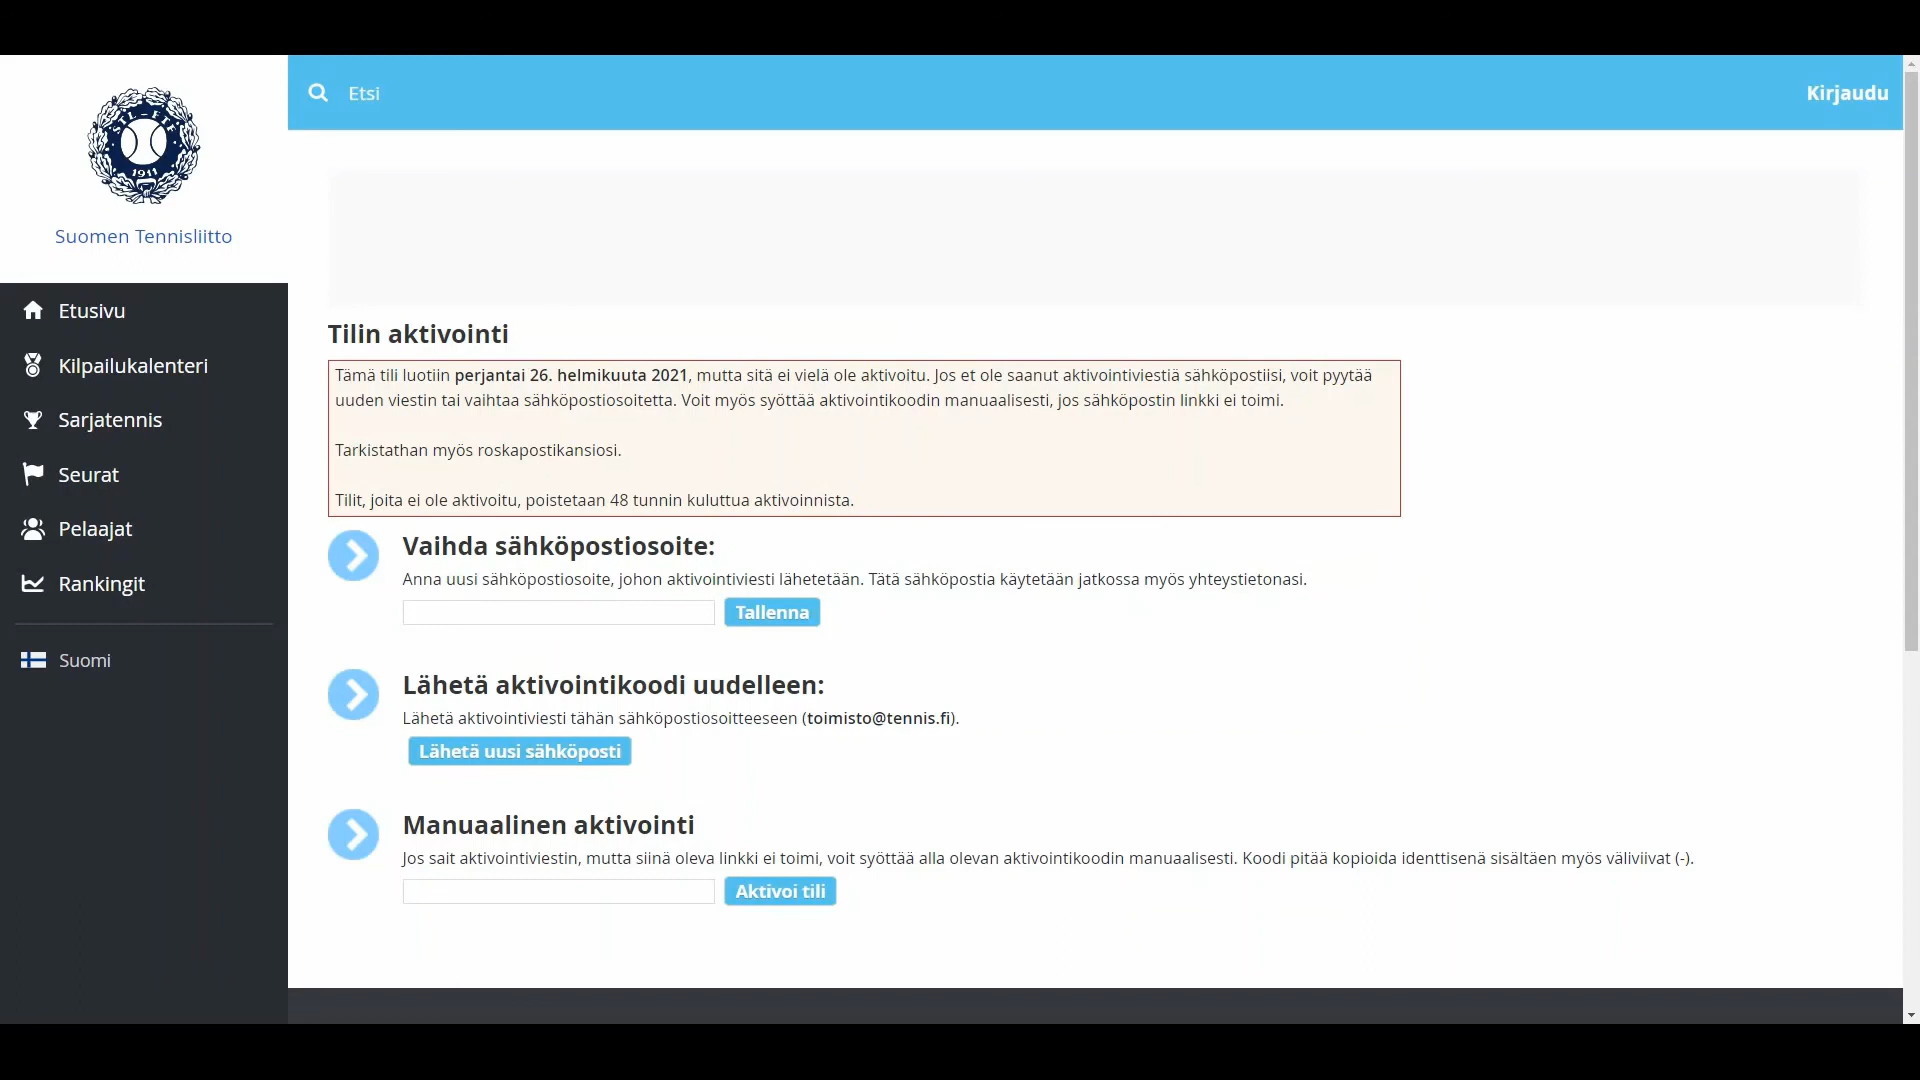 STL-FTF
1911
Suomen Tennisliitto
Etusivu
Kilpailukalenteri
Sarjatennis
Seurat
Pelaajat
Rankingit
Suomi
Etsi
Kirjaudu
Tilin aktivointi
Tämä tili luotiin perjantai 26. helmikuuta 2021, mutta sitä ei vielä ole aktivoitu. Jos et ole saanut aktivointiviestiä sähköpostiisi, voit pyytää
uuden viestin tai vaihtaa sähköpostiosoitetta. Voit myös syöttää aktivointikoodin manuaalisesti, jos sähköpostin linkki ei toimi.
Tarkistathan myös roskapostikansiosi.
Tilit, joita ei ole aktivoitu, poistetaan 48 tunnin kuluttua aktivoinnista.
Vaihda sähköpostiosoite:
Anna uusi sähköpostiosoite, johon aktivointiviesti lähetetään. Tätä sähköpostia käytetään jatkossa myös yhteystietonasi.
Tallenna
Lähetä aktivointikoodi uudelleen:
Lähetä aktivointiviesti tähän sähköpostiosoitteeseen (toimisto@tennis.fi).
Lähetä uusi sähköposti
Manuaalinen aktivointi
Jos sait aktivointiviestin, mutta siinä oleva linkki ei toimi, voit syöttää alla olevan aktivointikoodin manuaalisesti. Koodi pitää kopioida identtisenä sisältäen myös väliviivat (-).
Aktivoi tili